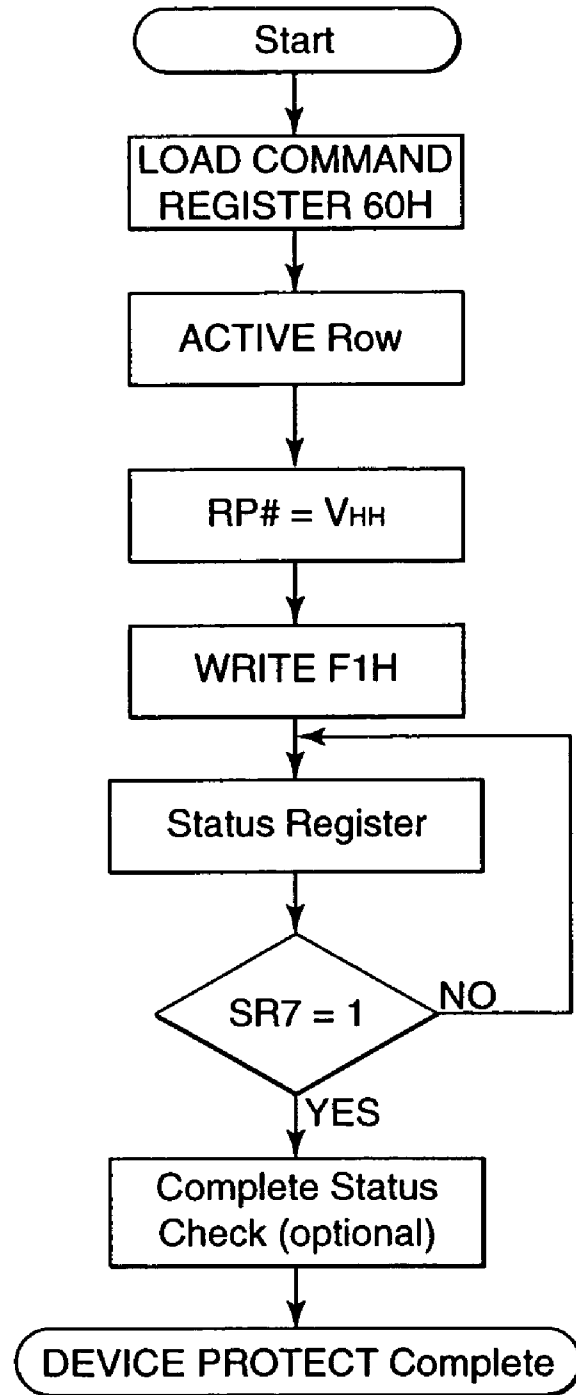 Start
LOAD COMMAND
REGISTER 60H
ACTIVE Row
RP# = VHH
WRITE F1H
Status Register
SR7 = 1
NO
YES
Complete Status
Check (optional)
DEVICE PROTECT Complete